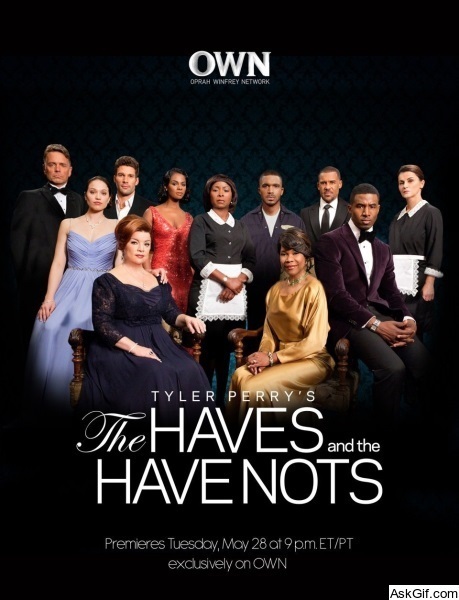 OWN
OPRAH WINFREY NETWORK
TYLER PERRY'S
The HAVES and the
HAVE NOTS
Premieres Tuesday, May 28 at 9 p.m. ET/PT
exclusively on OWN
AskGif.com